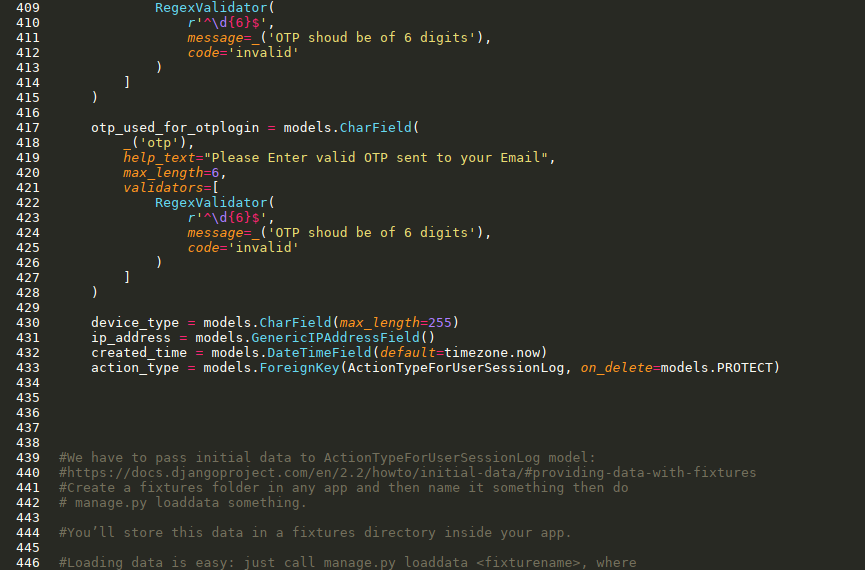 409 RegexValidator(
410 r'^\d{6}$',
411 message=_('OTP shoud be of 6 digits'),
412 code='invalid'
413 )
414 ]
415 )
416
417 otp_used_for_otplogin = models.CharField(
418 _('otp'),
419 help_text="Please Enter valid OTP sent to your Email",
420 max_length=6,
421 validators=[
422 RegexValidator(
423 r'^\d{6}$',
424 message=_('OTP shoud be of 6 digits'),
425 code='invalid'
426 )
427 ]
428 )
429
430 device_type = models.CharField(max_length=255)
431 ip_address = models.GenericIPAddressField()
432 created_time = models.DateTimeField(default=timezone.now)
433 action_type = models.ForeignKey(ActionTypeForUserSessionLog, on_delete=models.PROTECT)
434
435
436
437
438
439 #We have to pass initial data to ActionTypeForUserSessionLog model:
440 #https://docs.djangoproject.com/en/2.2/howto/initial-data/#providing-data-with-fixtures
441 #Create a fixtures folder in any app and then name it something then do
442 # manage.py loaddata something.
443
444 #You’ll store this data in a fixtures directory inside your app.
445
446 #Loading data is easy: just call manage.py loaddata <fixturename>, where